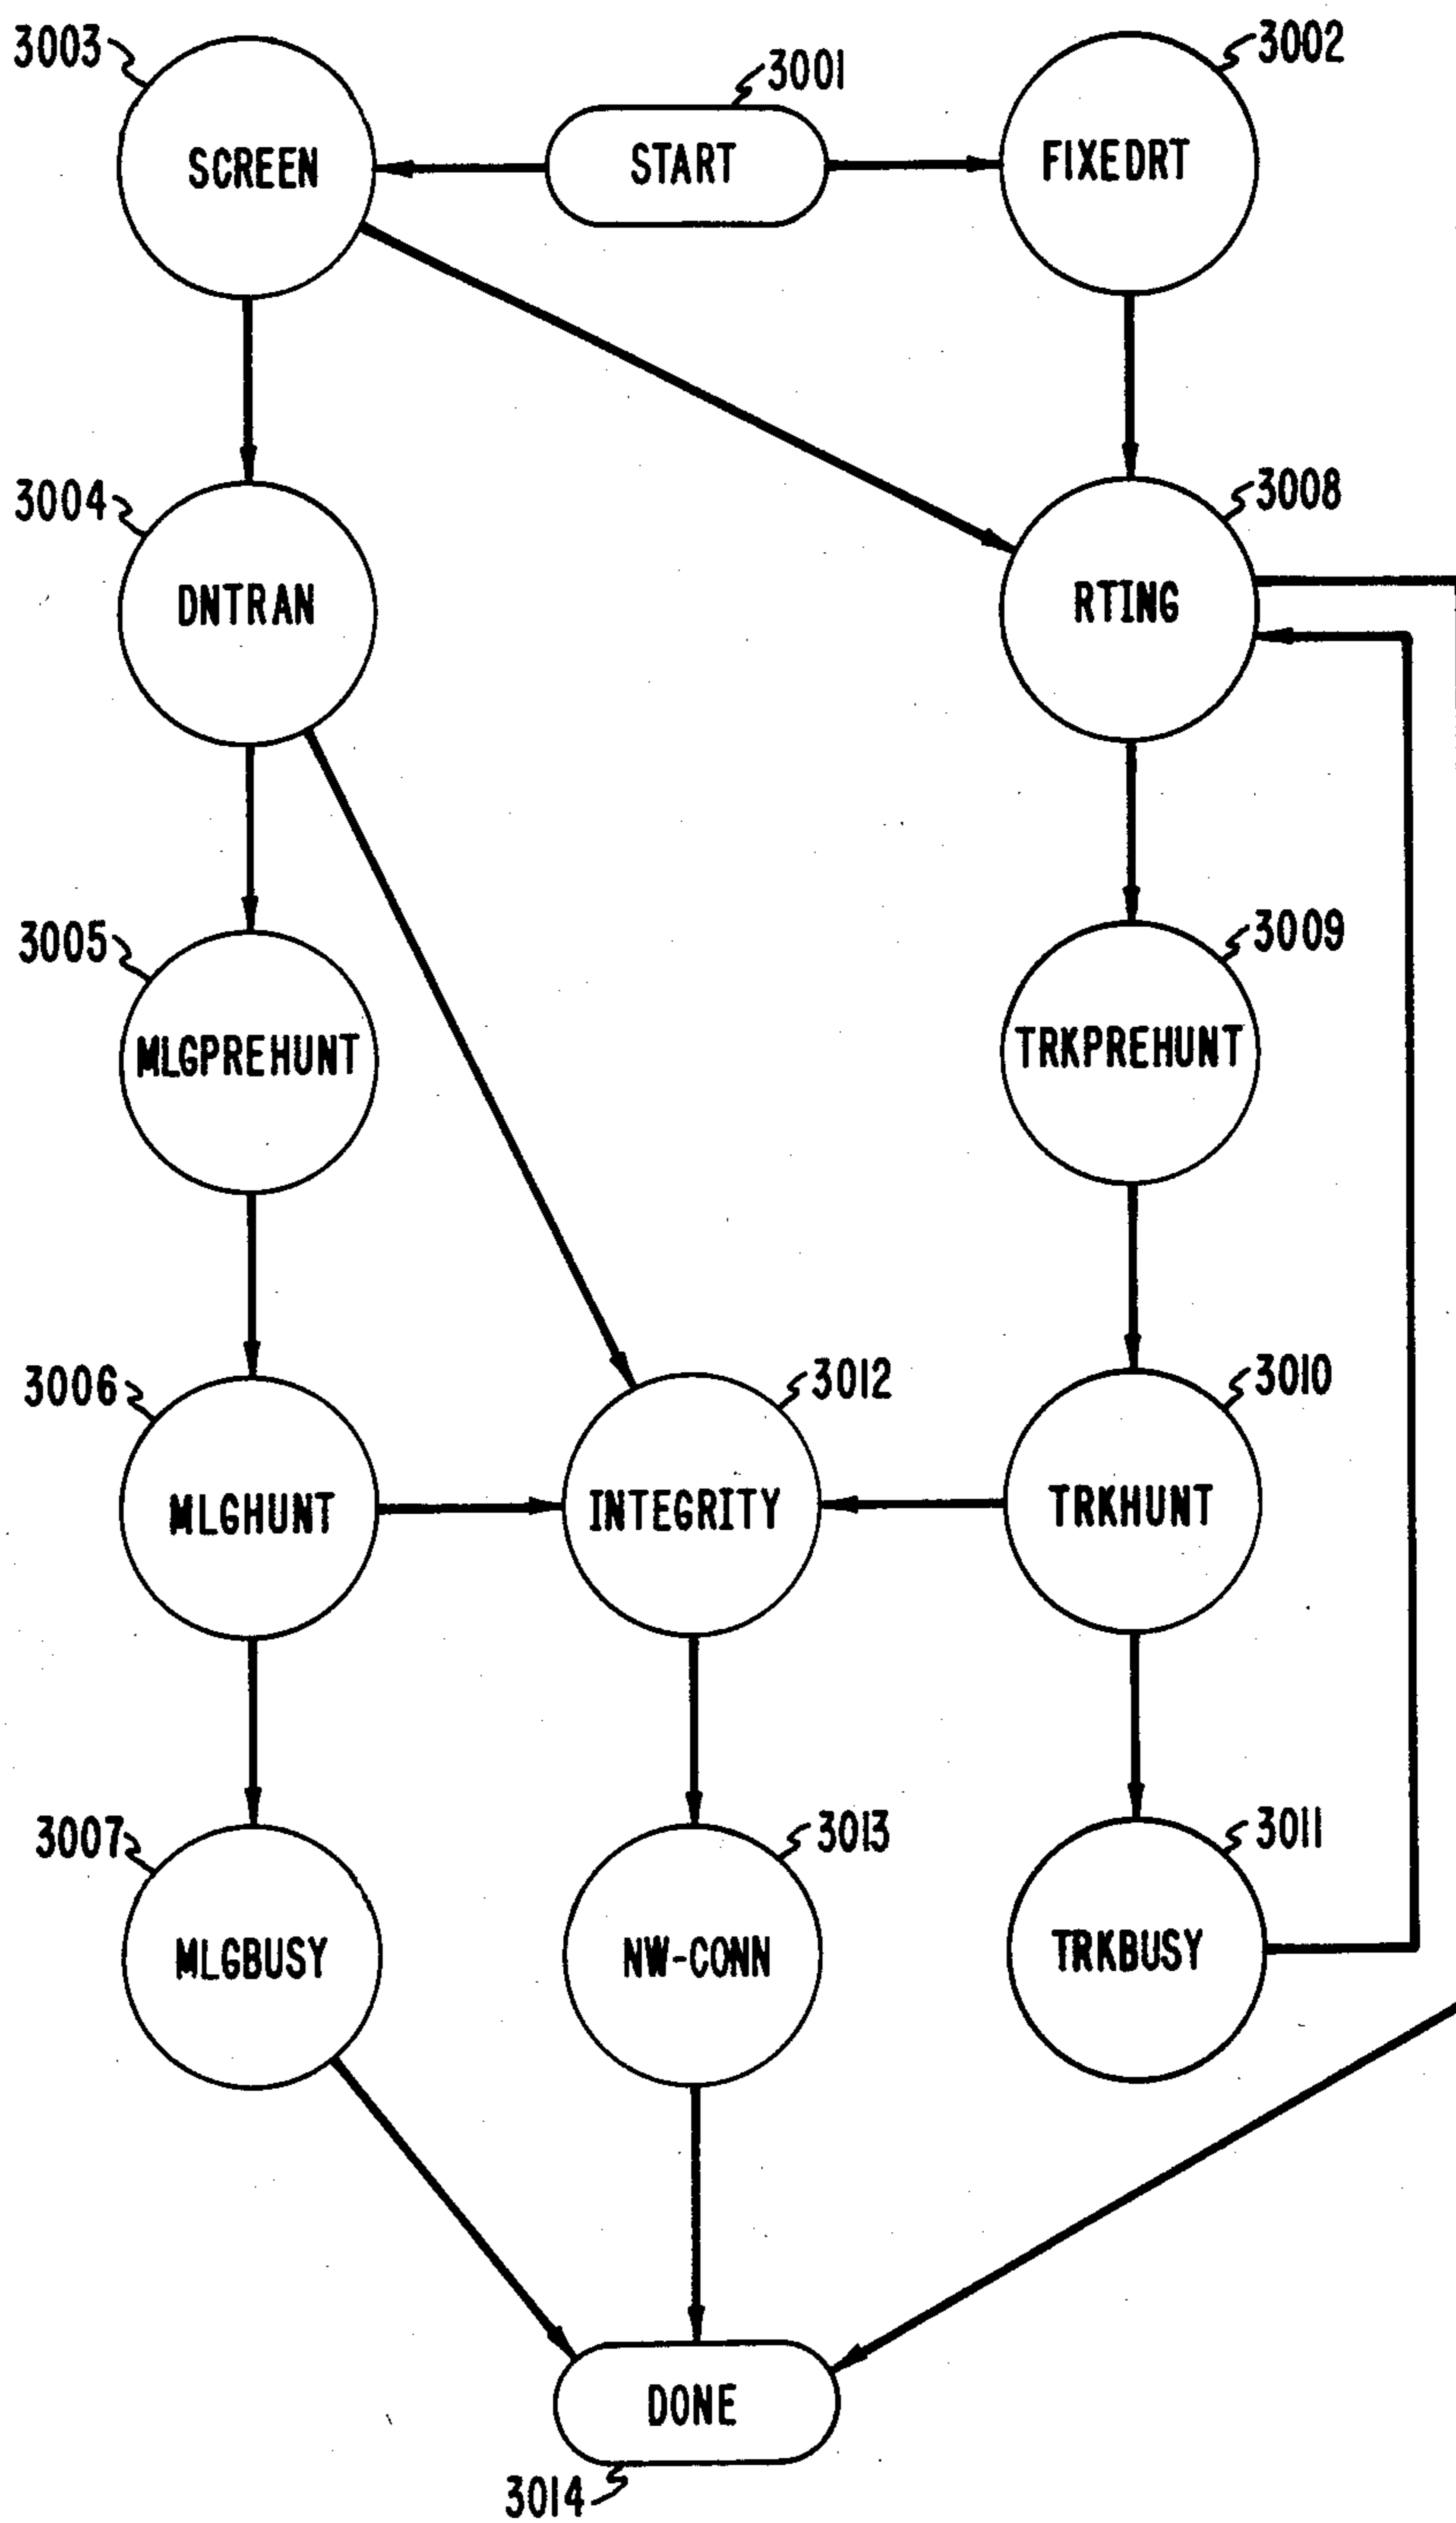 3003
3001
3002
SCREEN
START
FIXEDRT
3004
3008
DNTRAN
RTING
3005
3009
MLGPREHUNT
TRKPREHUNT
3006
3012
3010
MLGHUNT
INTEGRITY
TRKHUNT
3007
3013
3011
MLGBUSY
NW-CONN
TRKBUSY
DONE
3014